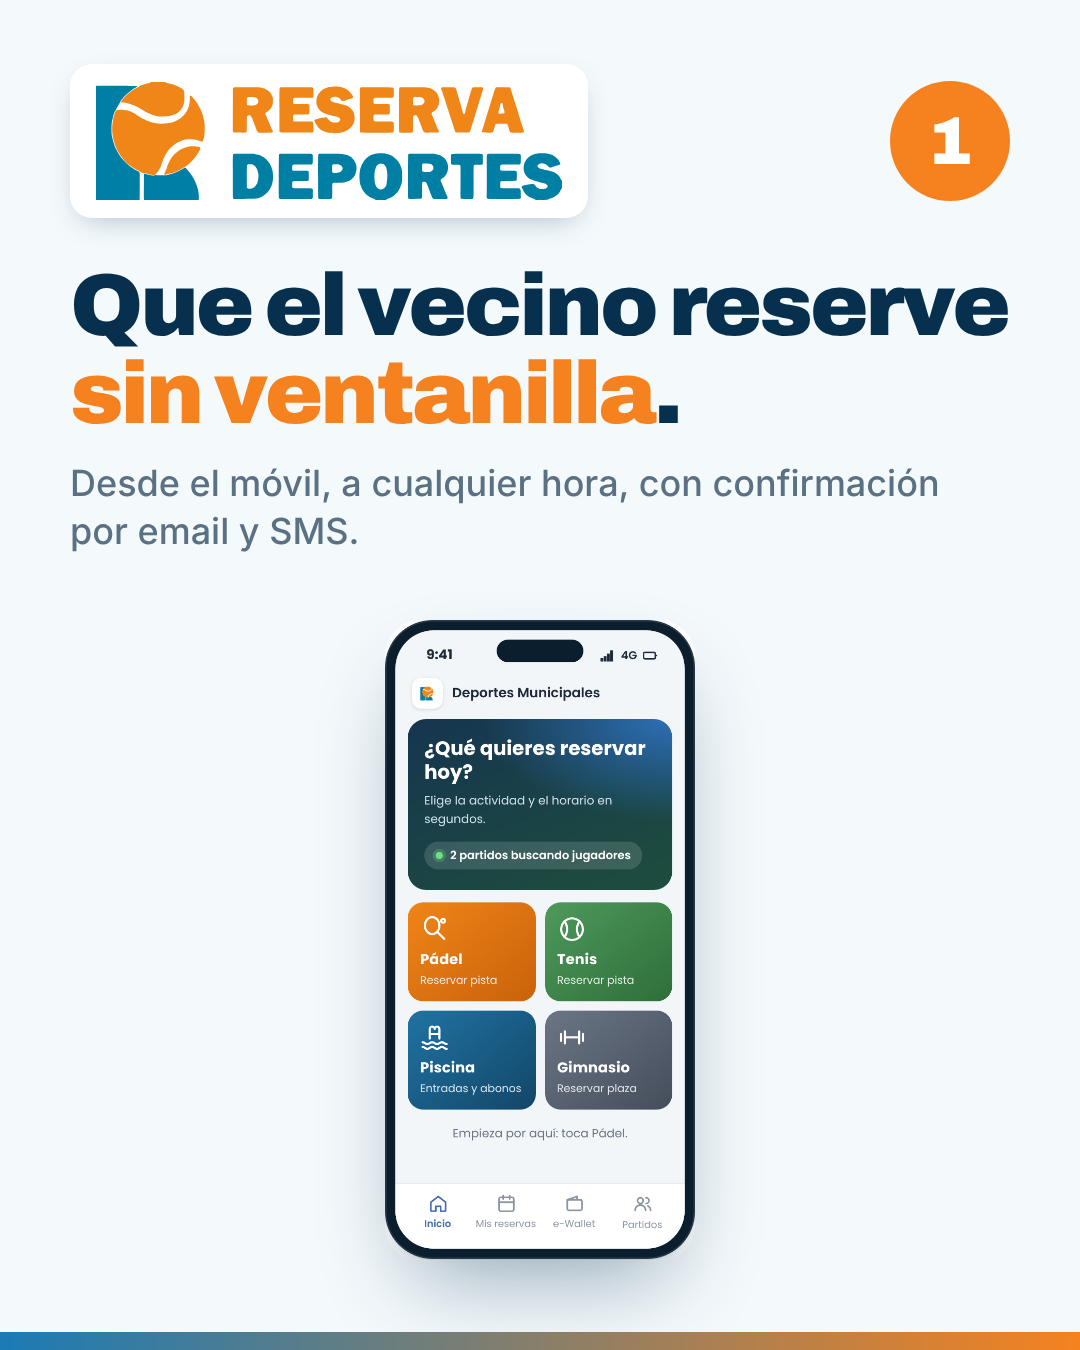 RESERVA
DEPORTES
1
Que el vecino reserve
sin ventanilla.
Desde el móvil, a cualquier hora, con confirmación
por email y SMS.
9:41
4G
Deportes Municipales
¿Qué quieres reservar
hoy?
Elige la actividad y el horario en
segundos.
2 partidos buscando jugadores
Pádel
Reservar pista
Tenis
Reservar pista
Piscina
Entradas y abonos
Gimnasio
Reservar plaza
Empieza por aquí: toca Pádel.
Inicio
Mis reservas
e-Wallet
Partidos